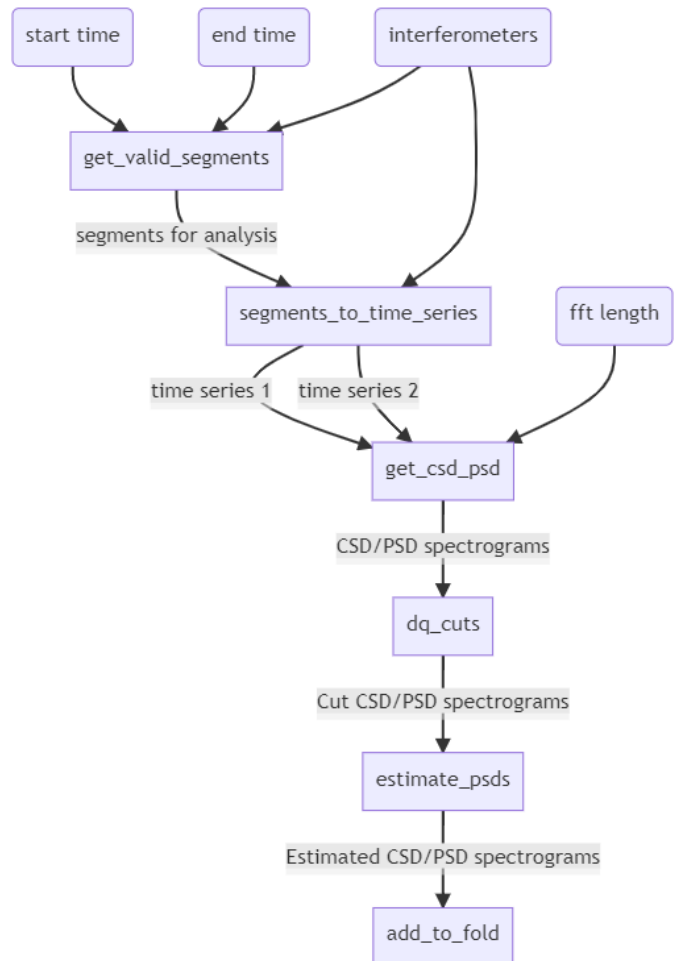 start time
end time
interferometers
get_valid_segments
segments for analysis
segments_to_time_series
fft length
time series 1
time series 2
get_csd_psd
CSD/PSD spectrograms
dq_cuts
Cut CSD/PSD spectrograms
estimate_psds
Estimated CSD/PSD spectrograms
add_to_fold